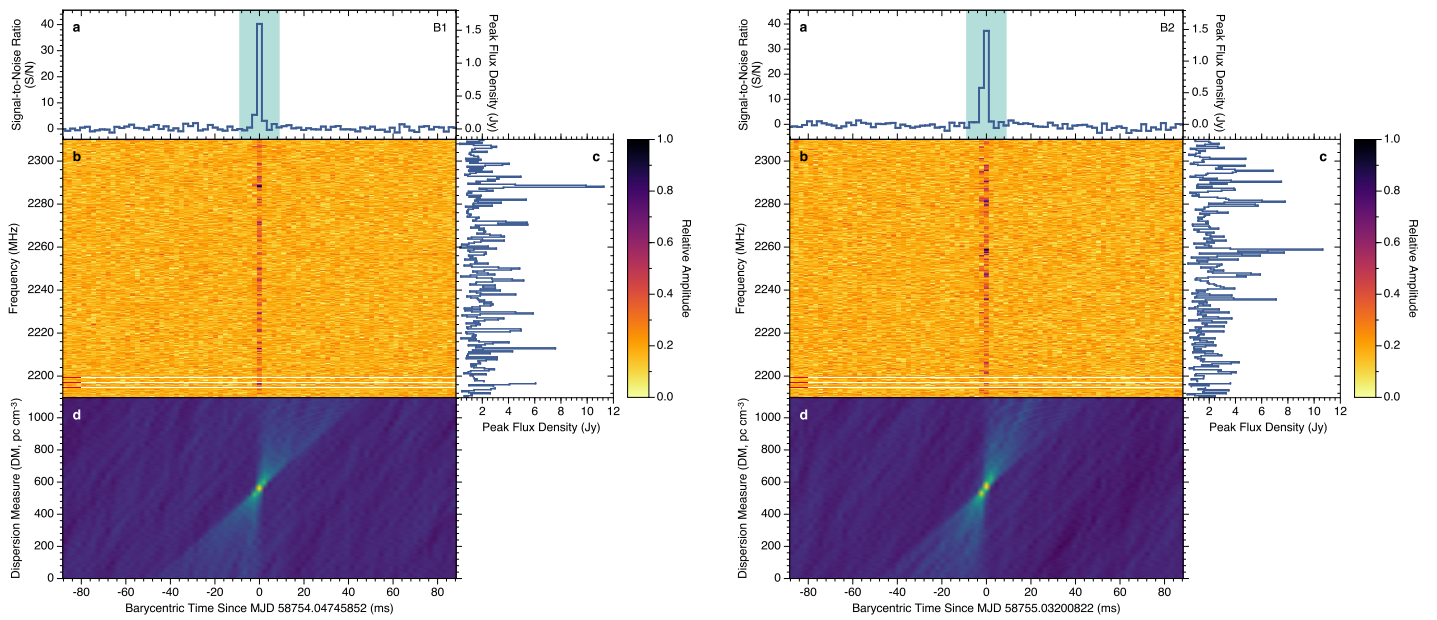 a
B1
Signal-to-Noise Ratio
(S/N)
40
30
20
10
0
1.5
1.0
0.5
0.0
Peak Flux Density (Jy)
b
Frequency (MHz)
2300
2280
2260
2240
2220
2200
c
2 4 6 8 10 12
Peak Flux Density (Jy)
1.0
0.8
0.6
0.4
0.2
0.0
Relative Amplitude
d
Dispersion Measure (DM, pc cm-3)
1000
800
600
400
200
0
-80 -60 -40 -20 0 20 40 60 80
Barycentric Time Since MJD 58754.04745852 (ms)
a
B2
Signal-to-Noise Ratio
(S/N)
40
30
20
10
0
1.5
1.0
0.5
0.0
Peak Flux Density (Jy)
b
Frequency (MHz)
2300
2280
2260
2240
2220
2200
c
2 4 6 8 10 12
Peak Flux Density (Jy)
1.0
0.8
0.6
0.4
0.2
0.0
Relative Amplitude
d
Dispersion Measure (DM, pc cm-3)
1000
800
600
400
200
0
-80 -60 -40 -20 0 20 40 60 80
Barycentric Time Since MJD 58755.03200822 (ms)